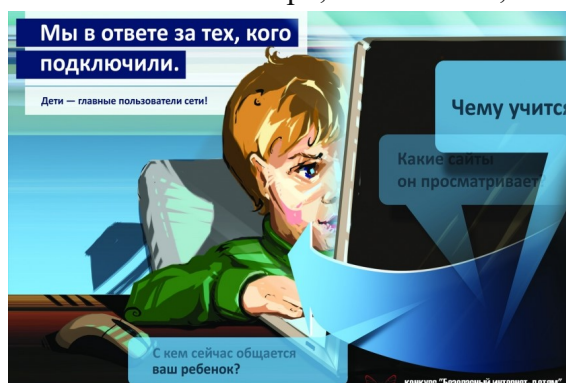 Мы в ответе за тех, кого
подключили.
Дети — главные пользователи сети!
Чему учится
Какие сайты
он просматривает
С кем сейчас общается
ваш ребенок?
конкурс "Безопасный интернет-детям"